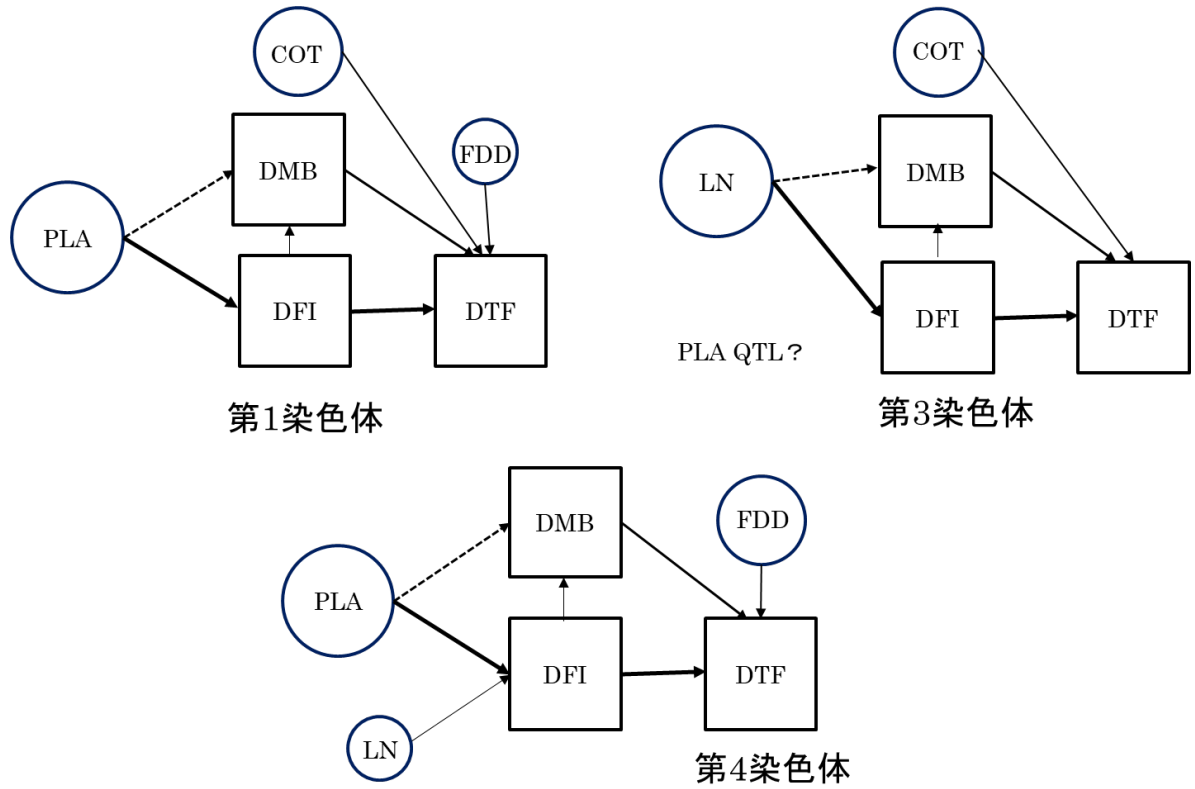 COT
FDD
DMB
PLA
DFI
DTF
第1染色体
COT
LN
DMB
DFI
DTF
PLA QTL?
第3染色体
DMB
FDD
PLA
DFI
DTF
LN
第4染色体